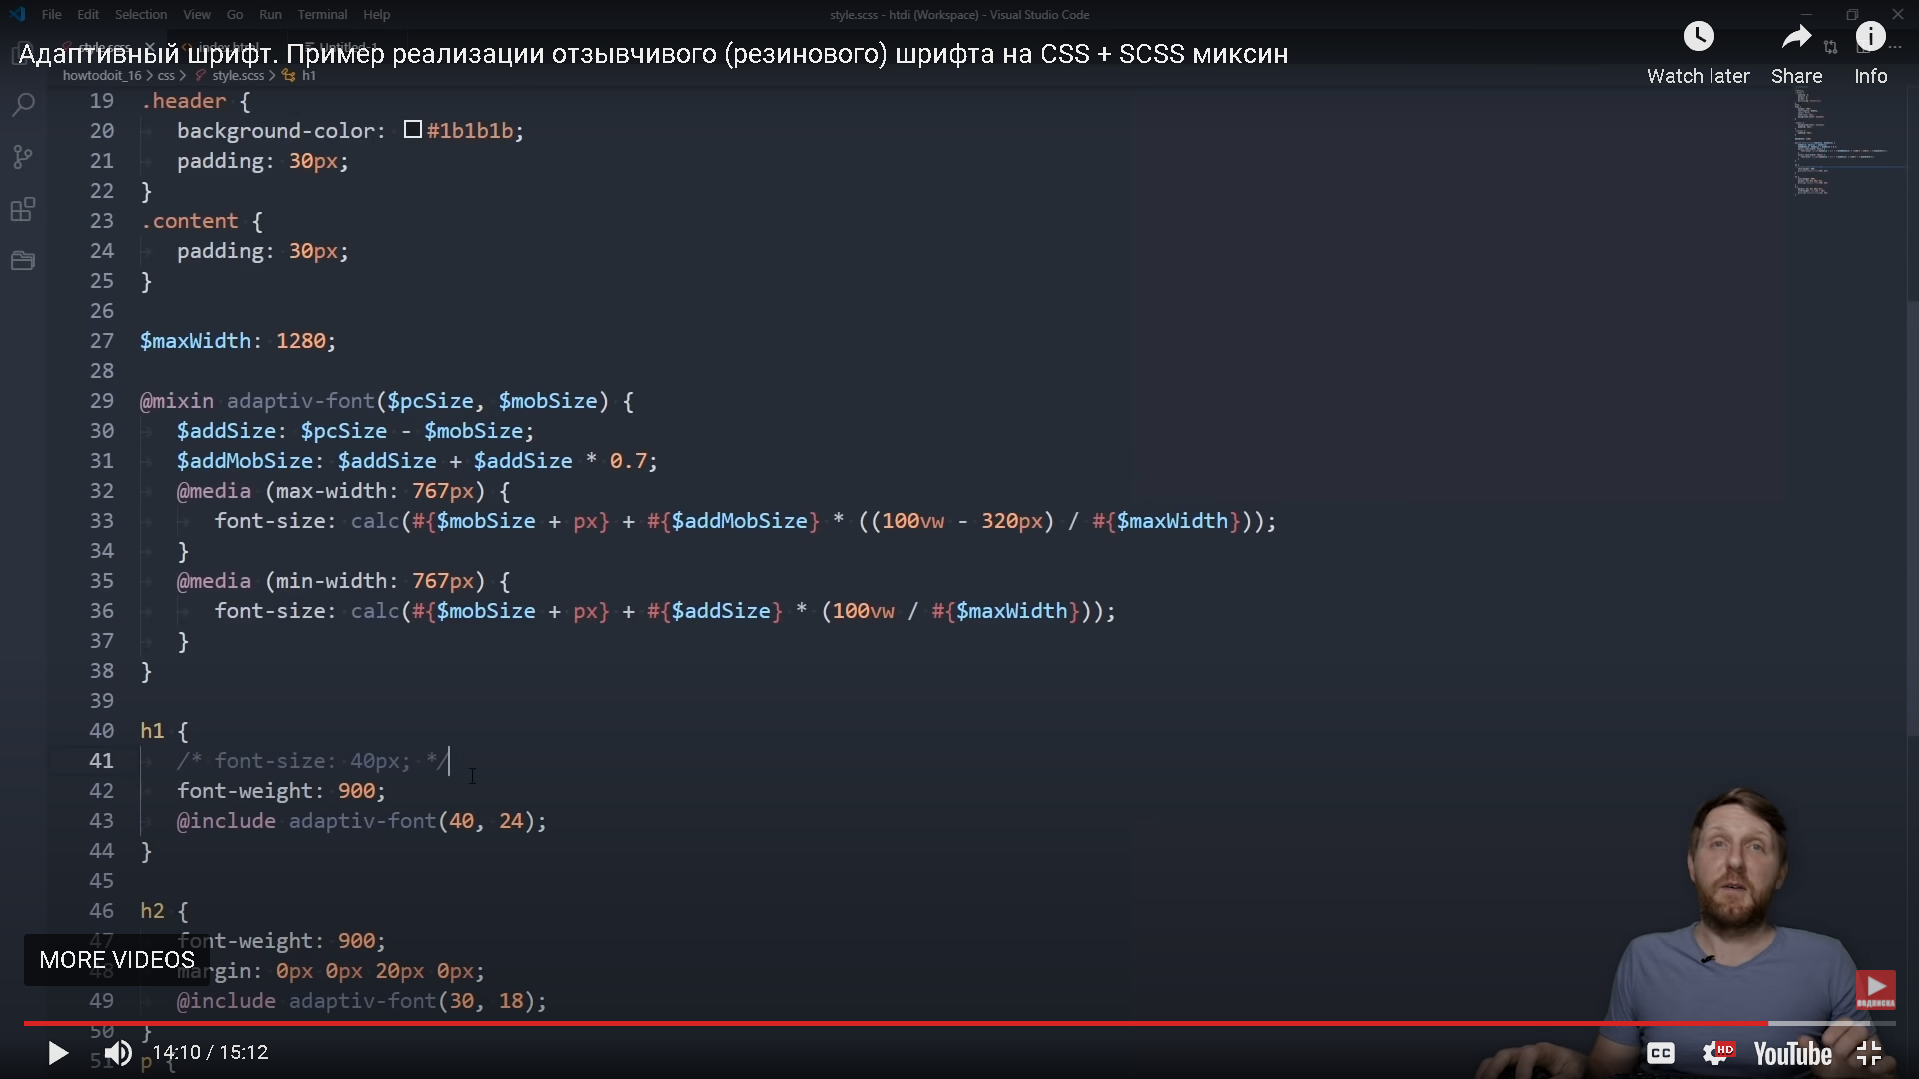 File Edit Selection View Go Run Terminal Help
style.scss - htdi (Workspace) - Visual Studio Code
Адаптивный шрифт. Пример реализации отзывчивого (резинового) шрифта на CSS + SCSS миксин
Watch later Share Info
howtodoit_16 > css > style.scss > h1
19 .header {
20 background-color: #1b1b1b;
21 padding: 30px;
22 }
23 .content {
24 padding: 30px;
25 }
26
27 $maxWidth: 1280;
28
29 @mixin adaptiv-font($pcSize, $mobSize) {
30 $addSize: $pcSize - $mobSize;
31 $addMobSize: $addSize + $addSize * 0.7;
32 @media (max-width: 767px) {
33 font-size: calc(#{$mobSize + px} + #{$addMobSize} * ((100vw - 320px) / #{$maxWidth}));
34 }
35 @media (min-width: 767px) {
36 font-size: calc(#{$mobSize + px} + #{$addSize} * (100vw / #{$maxWidth}));
37 }
38 }
39
40 h1 {
41 /* font-size: 40px; */
42 font-weight: 900;
43 @include adaptiv-font(40, 24);
44 }
45
46 h2 {
47 font-weight: 900;
MORE VIDEOS
48 margin: 0px 0px 20px 0px;
49 @include adaptiv-font(30, 18);
ПОДПИСКА
50 }
51 p {
14:10 / 15:12
CC HD YouTube